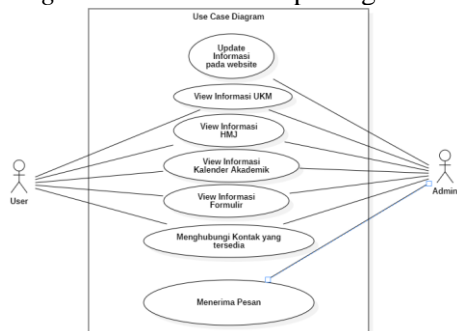 Use Case Diagram
Update
Informasi
pada website
View Informasi UKM
View Informasi
HMJ
View Informasi
Kalender Akademik
View Informasi
Formulir
Menghubungi Kontak yang
tersedia
Menerima Pesan
User
Admin